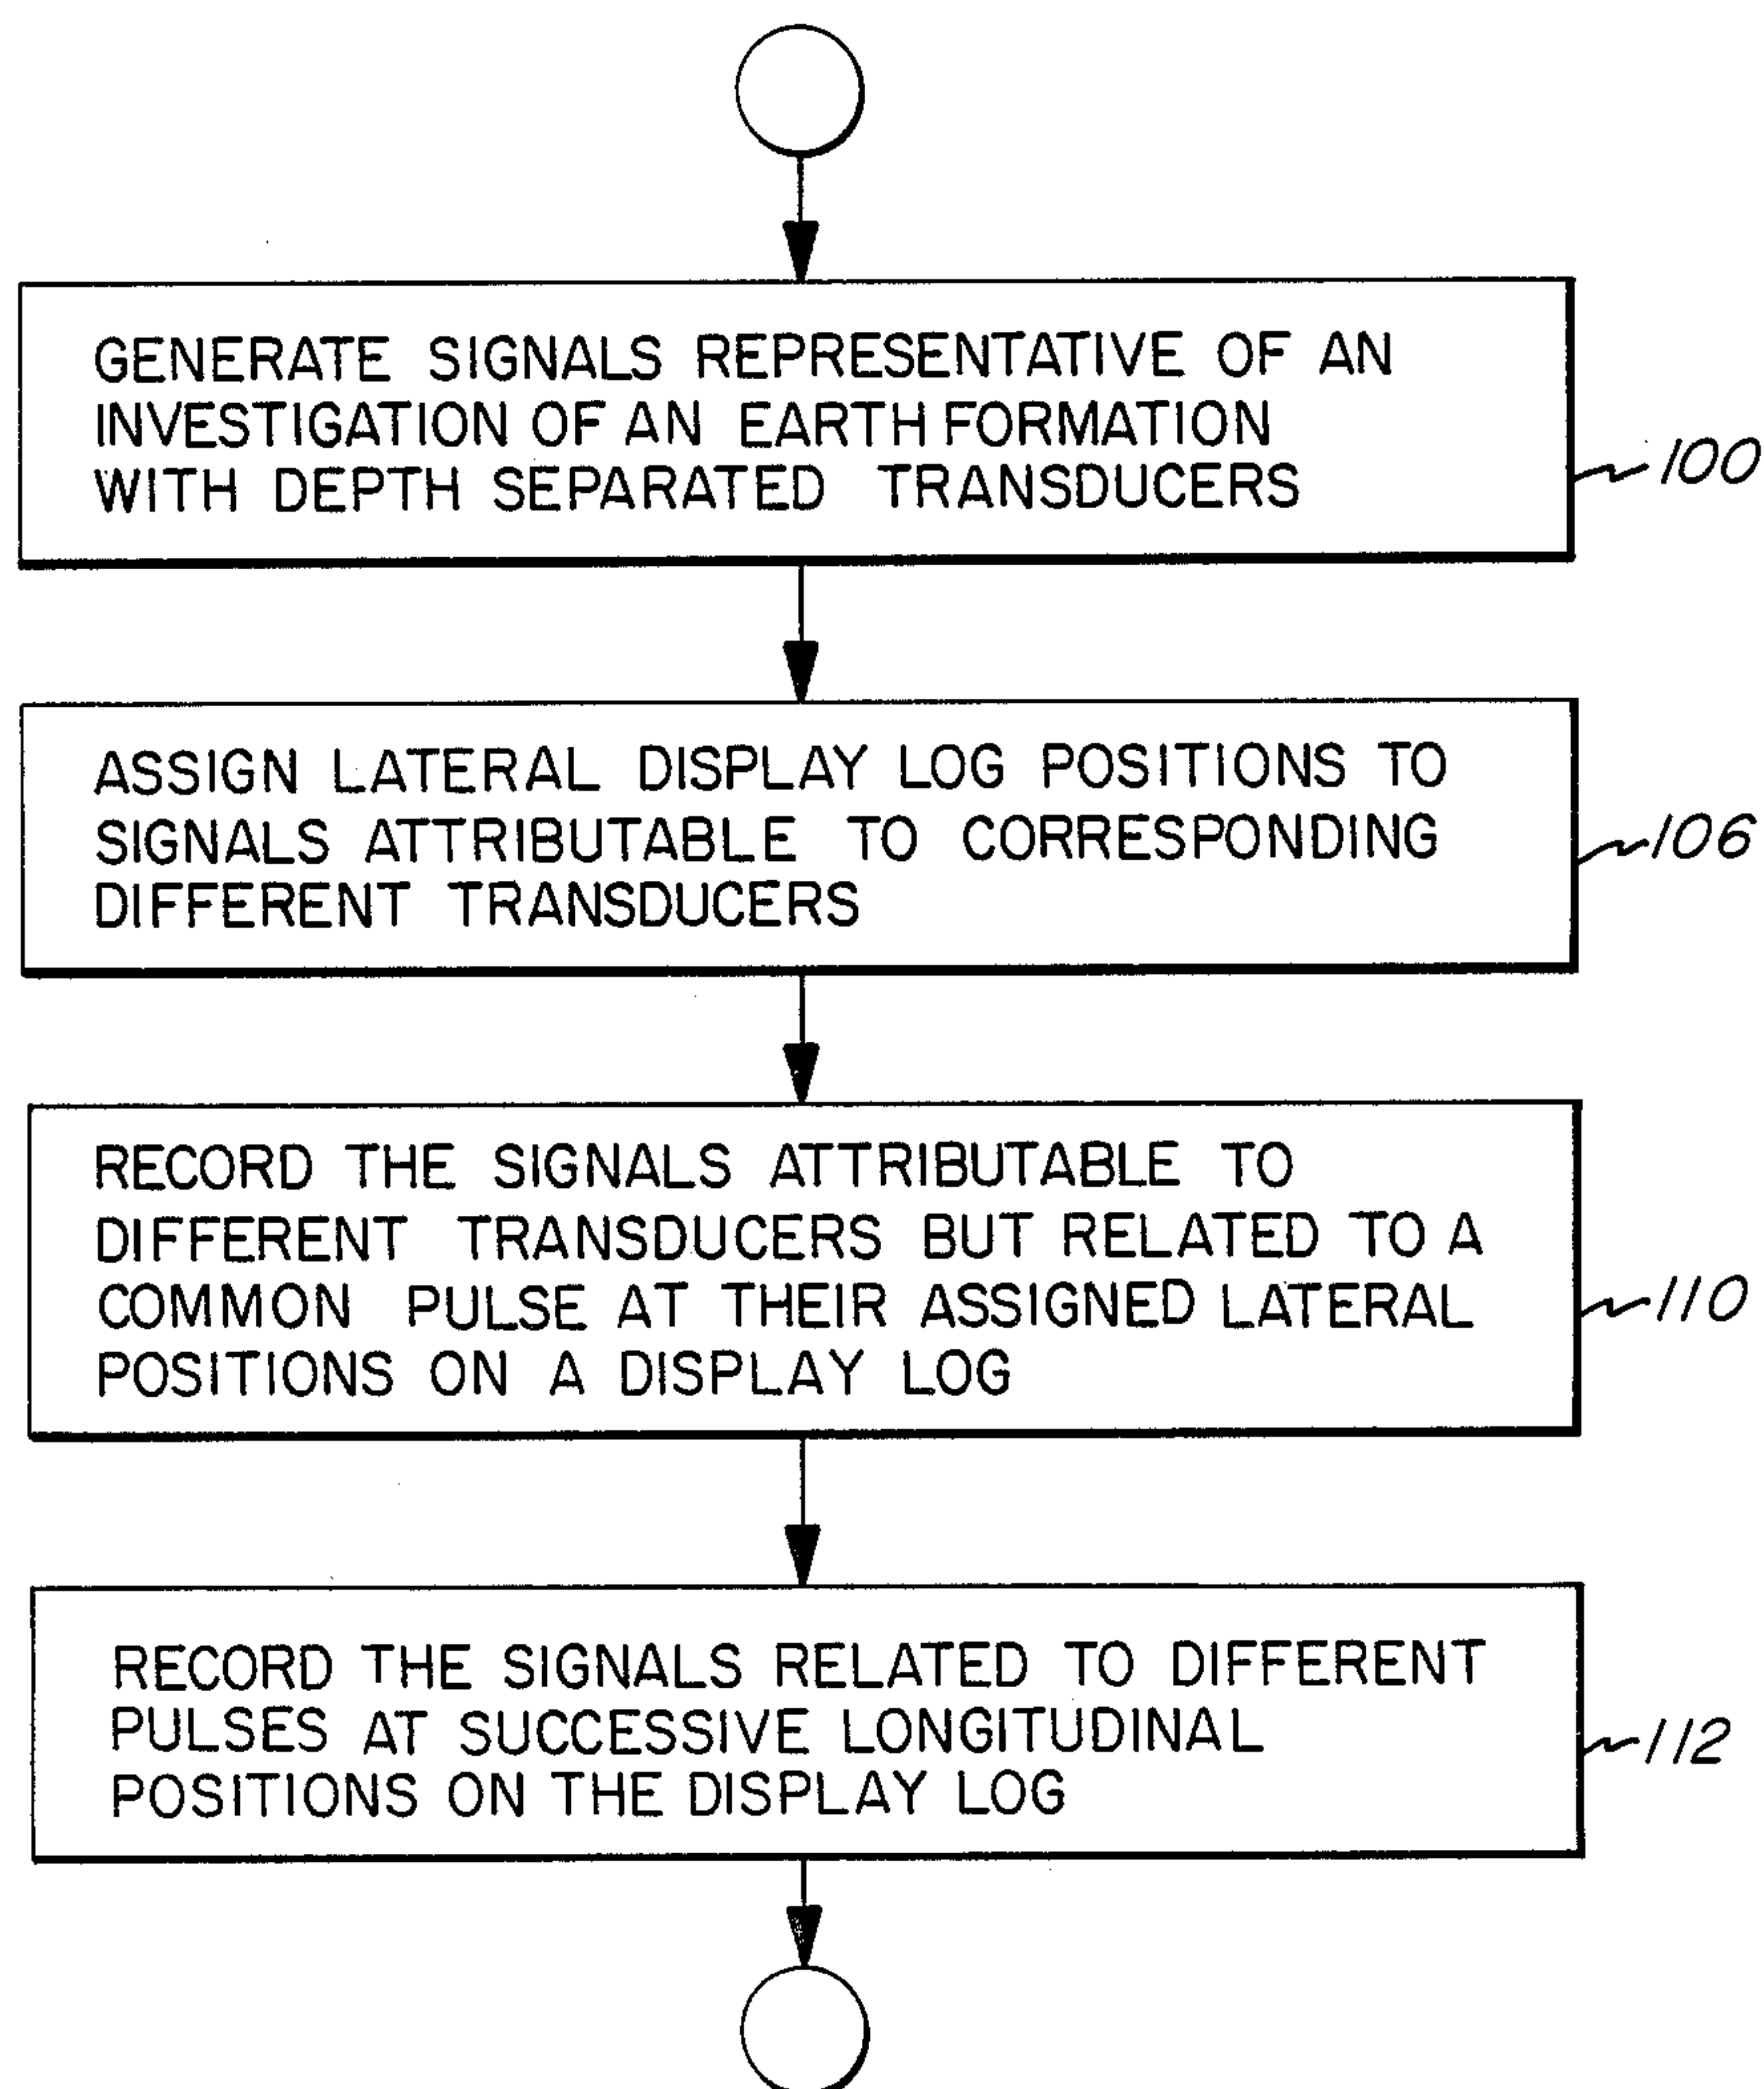 GENERATE SIGNALS REPRESENTATIVE OF AN
INVESTIGATION OF AN EARTH FORMATION
WITH DEPTH SEPARATED TRANSDUCERS
100
ASSIGN LATERAL DISPLAY LOG POSITIONS TO
SIGNALS ATTRIBUTABLE TO CORRESPONDING
DIFFERENT TRANSDUCERS
106
RECORD THE SIGNALS ATTRIBUTABLE TO
DIFFERENT TRANSDUCERS BUT RELATED TO A
COMMON PULSE AT THEIR ASSIGNED LATERAL
POSITIONS ON A DISPLAY LOG
110
RECORD THE SIGNALS RELATED TO DIFFERENT
PULSES AT SUCCESSIVE LONGITUDINAL
POSITIONS ON THE DISPLAY LOG
112